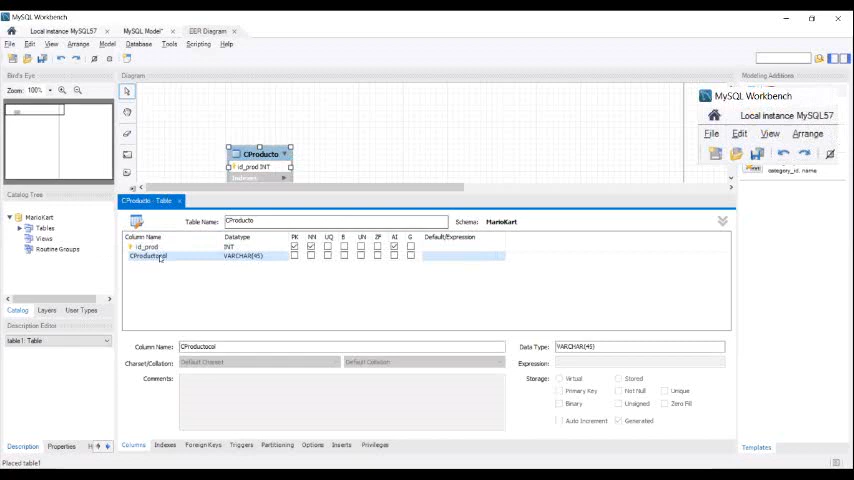 MySQL Workbench
Local instance MySQL57 × MySQL Model* × EER Diagram ×
File Edit View Arrange Model Database Tools Scripting Help
Bird's Eye
Diagram
Modeling Additions
Zoom: 100%
MySQL Workbench
Local instance MySQL57
File Edit View Arrange
category_id, name
CProducto
id_prod INT
Indexes
Catalog Tree
MarioKart
Tables
Views
Routine Groups
CProducto - Table ×
Table Name: CProducto Schema: MarioKart
Column Name Datatype PK NN UQ B UN ZF AI G Default/Expression
id_prod INT
CProductocol VARCHAR(45)
Catalog Layers User Types
Description Editor
table1: Table
Column Name: CProductocol Data Type: VARCHAR(45)
Charset/Collation: Default Charset Default Collation Expression:
Comments: Storage: Virtual Stored
Primary Key Not Null Unique
Binary Unsigned Zero Fill
Auto Increment Generated
Description Properties H
Columns Indexes Foreign Keys Triggers Partitioning Options Inserts Privileges
Templates
Placed table1